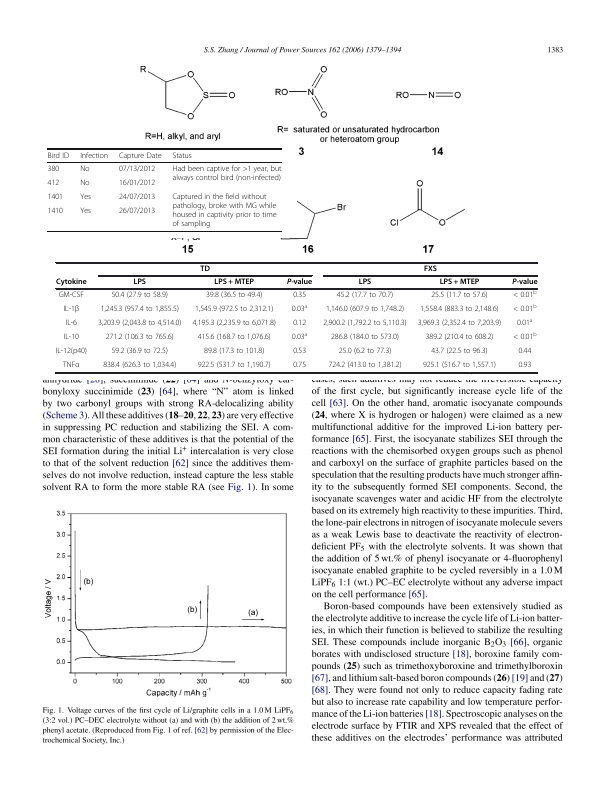 S.S. Zhang / Journal of Power Sources 162 (2006) 1379–1394
1383
R
O
O
S
O
R=H, alkyl, and aryl
RO
N
O
O
R= saturated or unsaturated hydrocarbon
or heteroatom group
3
RO
N
O
14
Bird ID Infection Capture Date Status
380 No 07/13/2012 Had been captive for >1 year, but
always control bird (non-infected)
412 No 16/01/2012
1401 Yes 24/07/2013 Captured in the field without
pathology, broke with MG while
1410 Yes 26/07/2013 housed in captivity prior to time
of sampling
15
Br
16
O
Cl
O
17
TD FXS
Cytokine LPS LPS + MTEP P-value LPS LPS + MTEP P-value
GM-CSF 50.4 (27.9 to 58.9) 39.8 (36.5 to 49.4) 0.35 45.2 (17.7 to 70.7) 25.5 (11.7 to 57.6) < 0.01b
IL-1β 1,245.3 (957.4 to 1,855.5) 1,545.9 (972.5 to 2,312.1) 0.03a 1,146.0 (607.9 to 1,748.2) 1,558.4 (883.3 to 2,148.6) < 0.01b
IL-6 3,203.9 (2,043.8 to 4,514.0) 4,195.3 (2,235.9 to 6,071.8) 0.12 2,900.2 (1,792.2 to 5,110.3) 3,969.3 (2,352.4 to 7,203.9) 0.01a
IL-10 271.2 (106.3 to 765.6) 415.6 (168.7 to 1,076.6) 0.03a 286.8 (184.0 to 573.0) 389.2 (210.4 to 608.2) < 0.01b
IL-12(p40) 59.2 (36.9 to 72.5) 89.8 (17.3 to 101.8) 0.53 25.0 (6.2 to 77.3) 43.7 (22.5 to 96.3) 0.44
TNFα 838.4 (626.3 to 1,034.4) 922.5 (531.7 to 1,190.7) 0.75 724.2 (413.0 to 1,381.2) 925.1 (516.7 to 1,557.1) 0.93
anhydride [26], succinimide (22) [64] and N-benzyloxy car-
bonyloxy succinimide (23) [64], where “N” atom is linked
by two carbonyl groups with strong RA-delocalizing ability
(Scheme 3). All these additives (18–20, 22, 23) are very effective
in suppressing PC reduction and stabilizing the SEI. A com-
mon characteristic of these additives is that the potential of the
SEI formation during the initial Li+ intercalation is very close
to that of the solvent reduction [62] since the additives them-
selves do not involve reduction, instead capture the less stable
solvent RA to form the more stable RA (see Fig. 1). In some
3.5
3.0
2.5
2.0
1.5
1.0
0.5
0.0
Voltage / V
(b)
(b)
(a)
0 100 200 300 400 500
Capacity / mAh g-1
Fig. 1. Voltage curves of the first cycle of Li/graphite cells in a 1.0 M LiPF6
(3:2 vol.) PC–DEC electrolyte without (a) and with (b) the addition of 2 wt.%
phenyl acetate. (Reproduced from Fig. 1 of ref. [62] by permission of the Elec-
trochemical Society, Inc.)
cases, such additives may not reduce the irreversible capacity
of the first cycle, but significantly increase cycle life of the
cell [63]. On the other hand, aromatic isocyanate compounds
(24, where X is hydrogen or halogen) were claimed as a new
multifunctional additive for the improved Li-ion battery per-
formance [65]. First, the isocyanate stabilizes SEI through the
reactions with the chemisorbed oxygen groups such as phenol
and carboxyl on the surface of graphite particles based on the
speculation that the resulting products have much stronger affin-
ity to the subsequently formed SEI components. Second, the
isocyanate scavenges water and acidic HF from the electrolyte
based on its extremely high reactivity to these impurities. Third,
the lone-pair electrons in nitrogen of isocyanate molecule severs
as a weak Lewis base to deactivate the reactivity of electron-
deficient PF5 with the electrolyte solvents. It was shown that
the addition of 5 wt.% of phenyl isocyanate or 4-fluorophenyl
isocyanate enabled graphite to be cycled reversibly in a 1.0 M
LiPF6 1:1 (wt.) PC–EC electrolyte without any adverse impact
on the cell performance [65].
Boron-based compounds have been extensively studied as
the electrolyte additive to increase the cycle life of Li-ion batter-
ies, in which their function is believed to stabilize the resulting
SEI. These compounds include inorganic B2O3 [66], organic
borates with undisclosed structure [18], boroxine family com-
pounds (25) such as trimethoxyboroxine and trimethylboroxin
[67], and lithium salt-based boron compounds (26) [19] and (27)
[68]. They were found not only to reduce capacity fading rate
but also to increase rate capability and low temperature perfor-
mance of the Li-ion batteries [18]. Spectroscopic analyses on the
electrode surface by FTIR and XPS revealed that the effect of
these additives on the electrodes’ performance was attributed